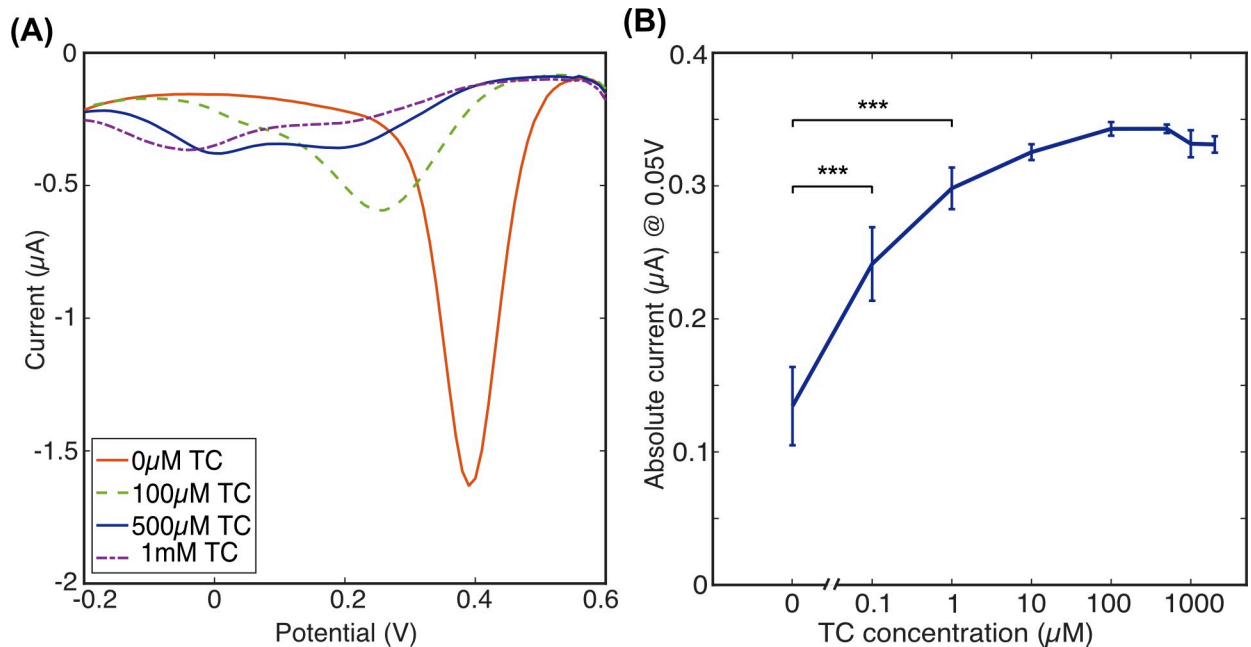 (A)
0
-0.5
-1
-1.5
-2
Current (µA)
-0.2
0
0.2
0.4
0.6
Potential (V)
0µM TC
100µM TC
500µM TC
1mM TC
(B)
0.4
0.3
0.2
0.1
0
Absolute current (µA) @ 0.05V
***
***
0
0.1
1
10
100
1000
TC concentration (µM)